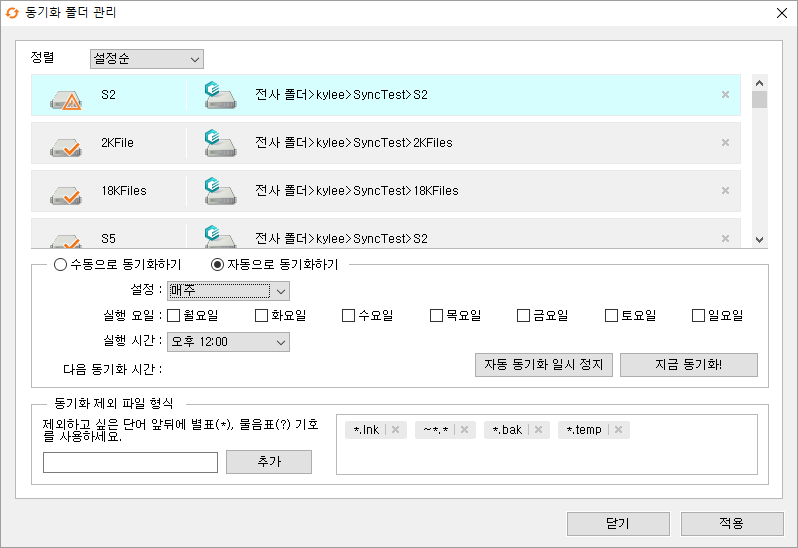 동기화 폴더 관리
정렬 설정순
S2 전사 폴더>kylee>SyncTest>S2
2KFile 전사 폴더>kylee>SyncTest>2KFiles
18KFiles 전사 폴더>kylee>SyncTest>18KFiles
S5 전사 폴더>kylee>SyncTest>S2
수동으로 동기화하기 자동으로 동기화하기
설정 : 매주
실행 요일 : 월요일 화요일 수요일 목요일 금요일 토요일 일요일
실행 시간 : 오후 12:00
다음 동기화 시간 :
자동 동기화 일시 정지 지금 동기화!
동기화 제외 파일 형식
제외하고 싶은 단어 앞뒤에 별표(*), 물음표(?) 기호
를 사용하세요.
*.lnk ~*.* *.bak *.temp
추가
닫기 적용